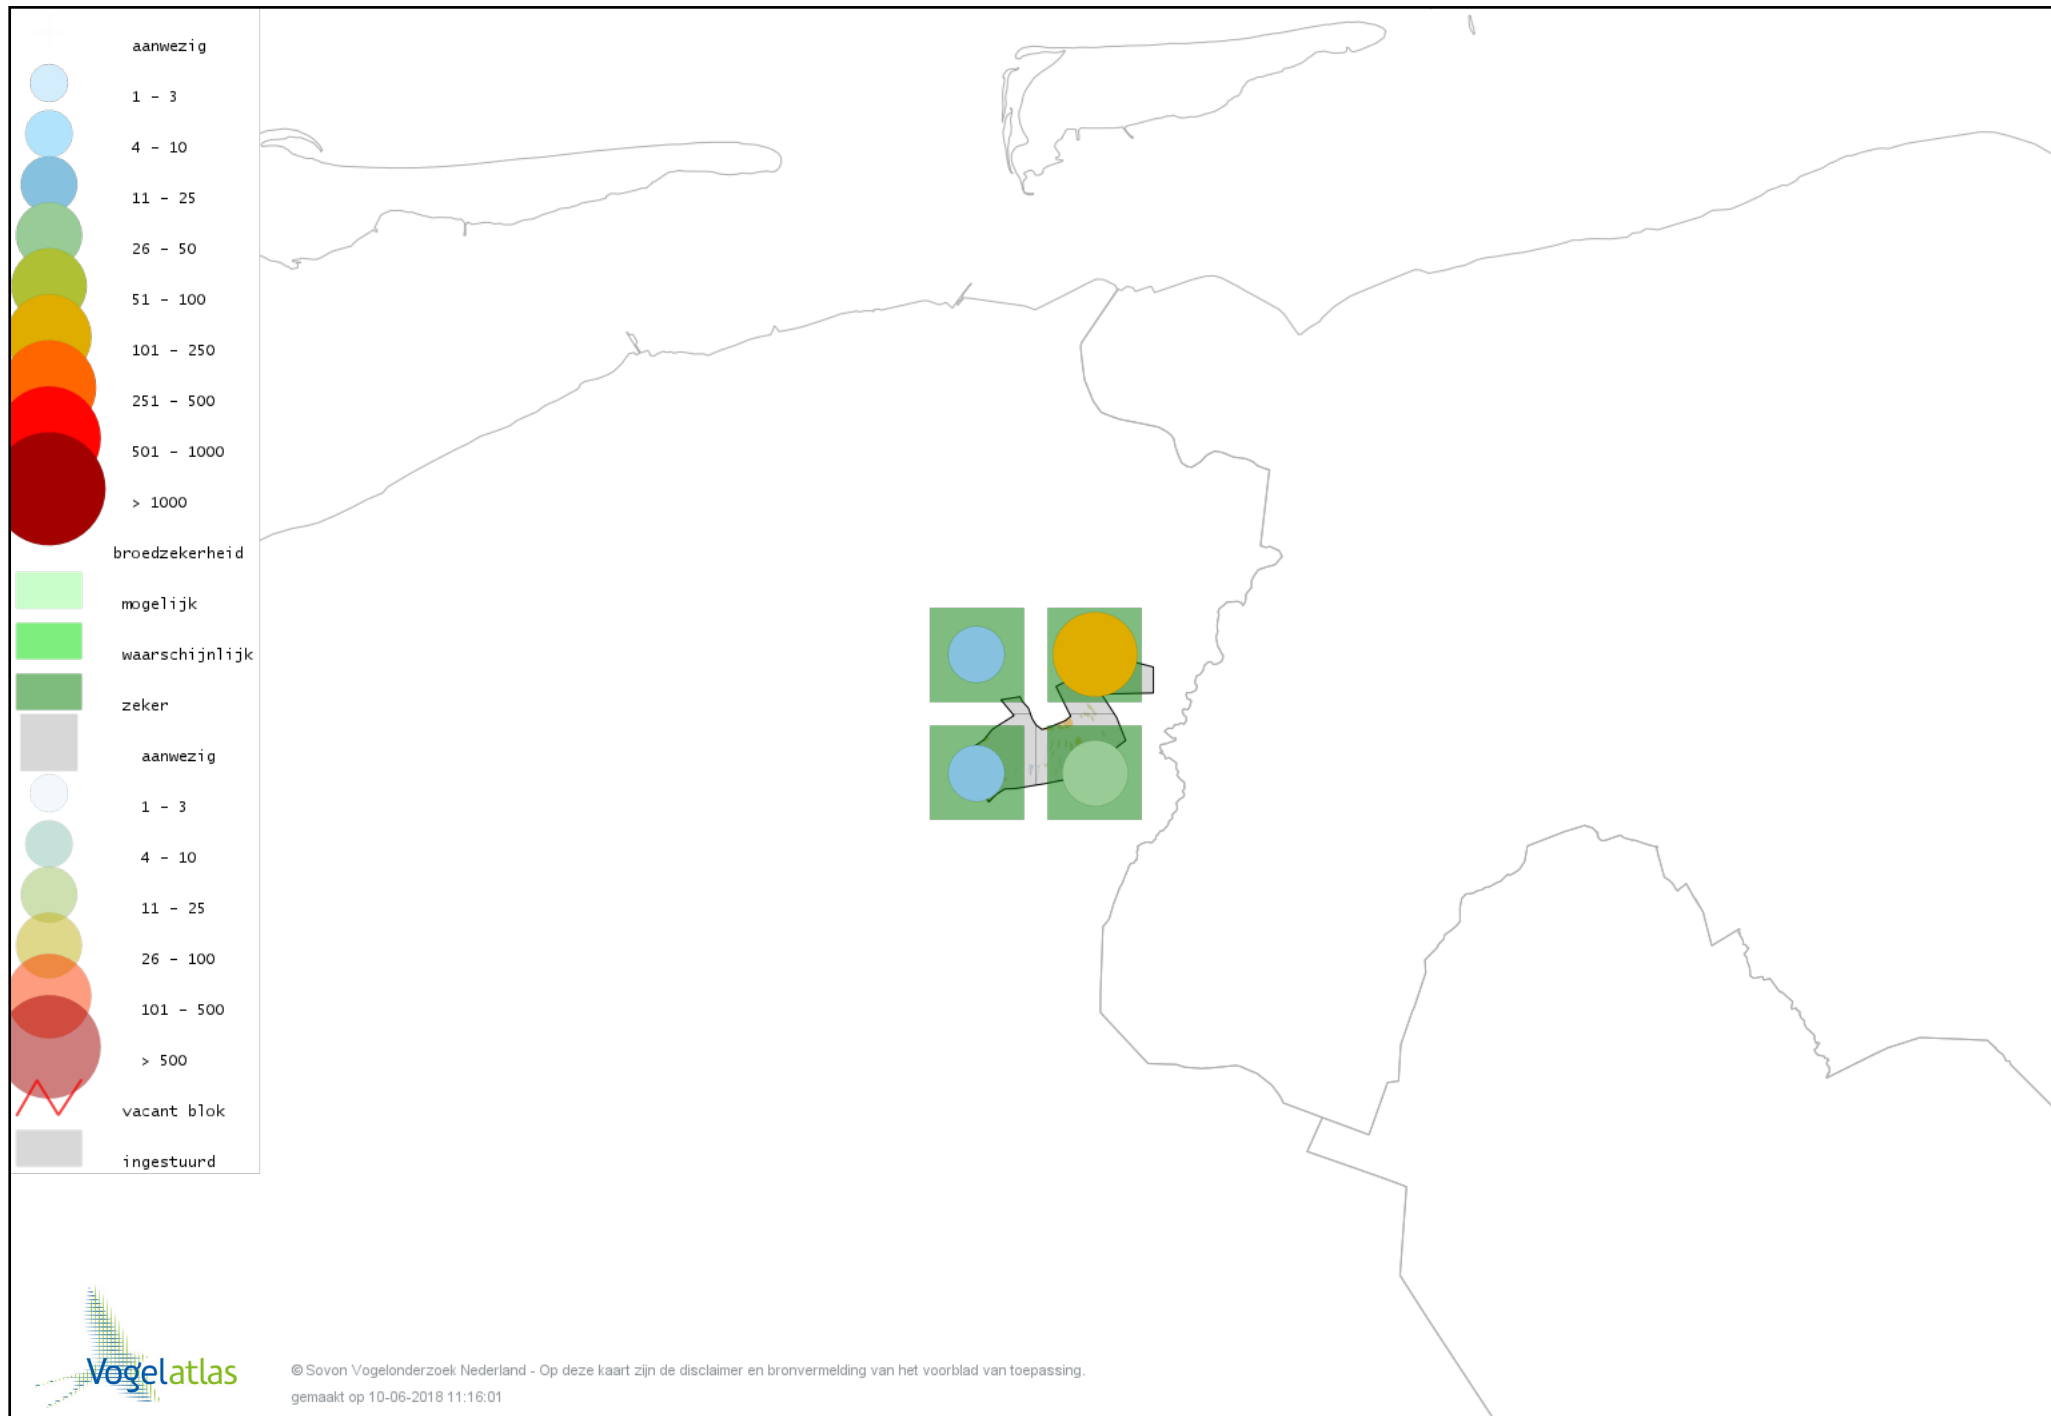 aanwezig
1 - 3
4 - 10
11 - 25
26 - 50
51 - 100
101 - 250
251 - 500
501 - 1000
> 1000
broedzekerheid
mogelijk
waarschijnlijk
zeker
aanwezig
1 - 3
4 - 10
11 - 25
26 - 100
101 - 500
> 500
vacant blok
ingestuurd
Vogelatlas
© Sovon Vogelonderzoek Nederland - Op deze kaart zijn de disclaimer en bronvermelding van het voorblad van toepassing.
gemaakt op 10-06-2018 11:16:01